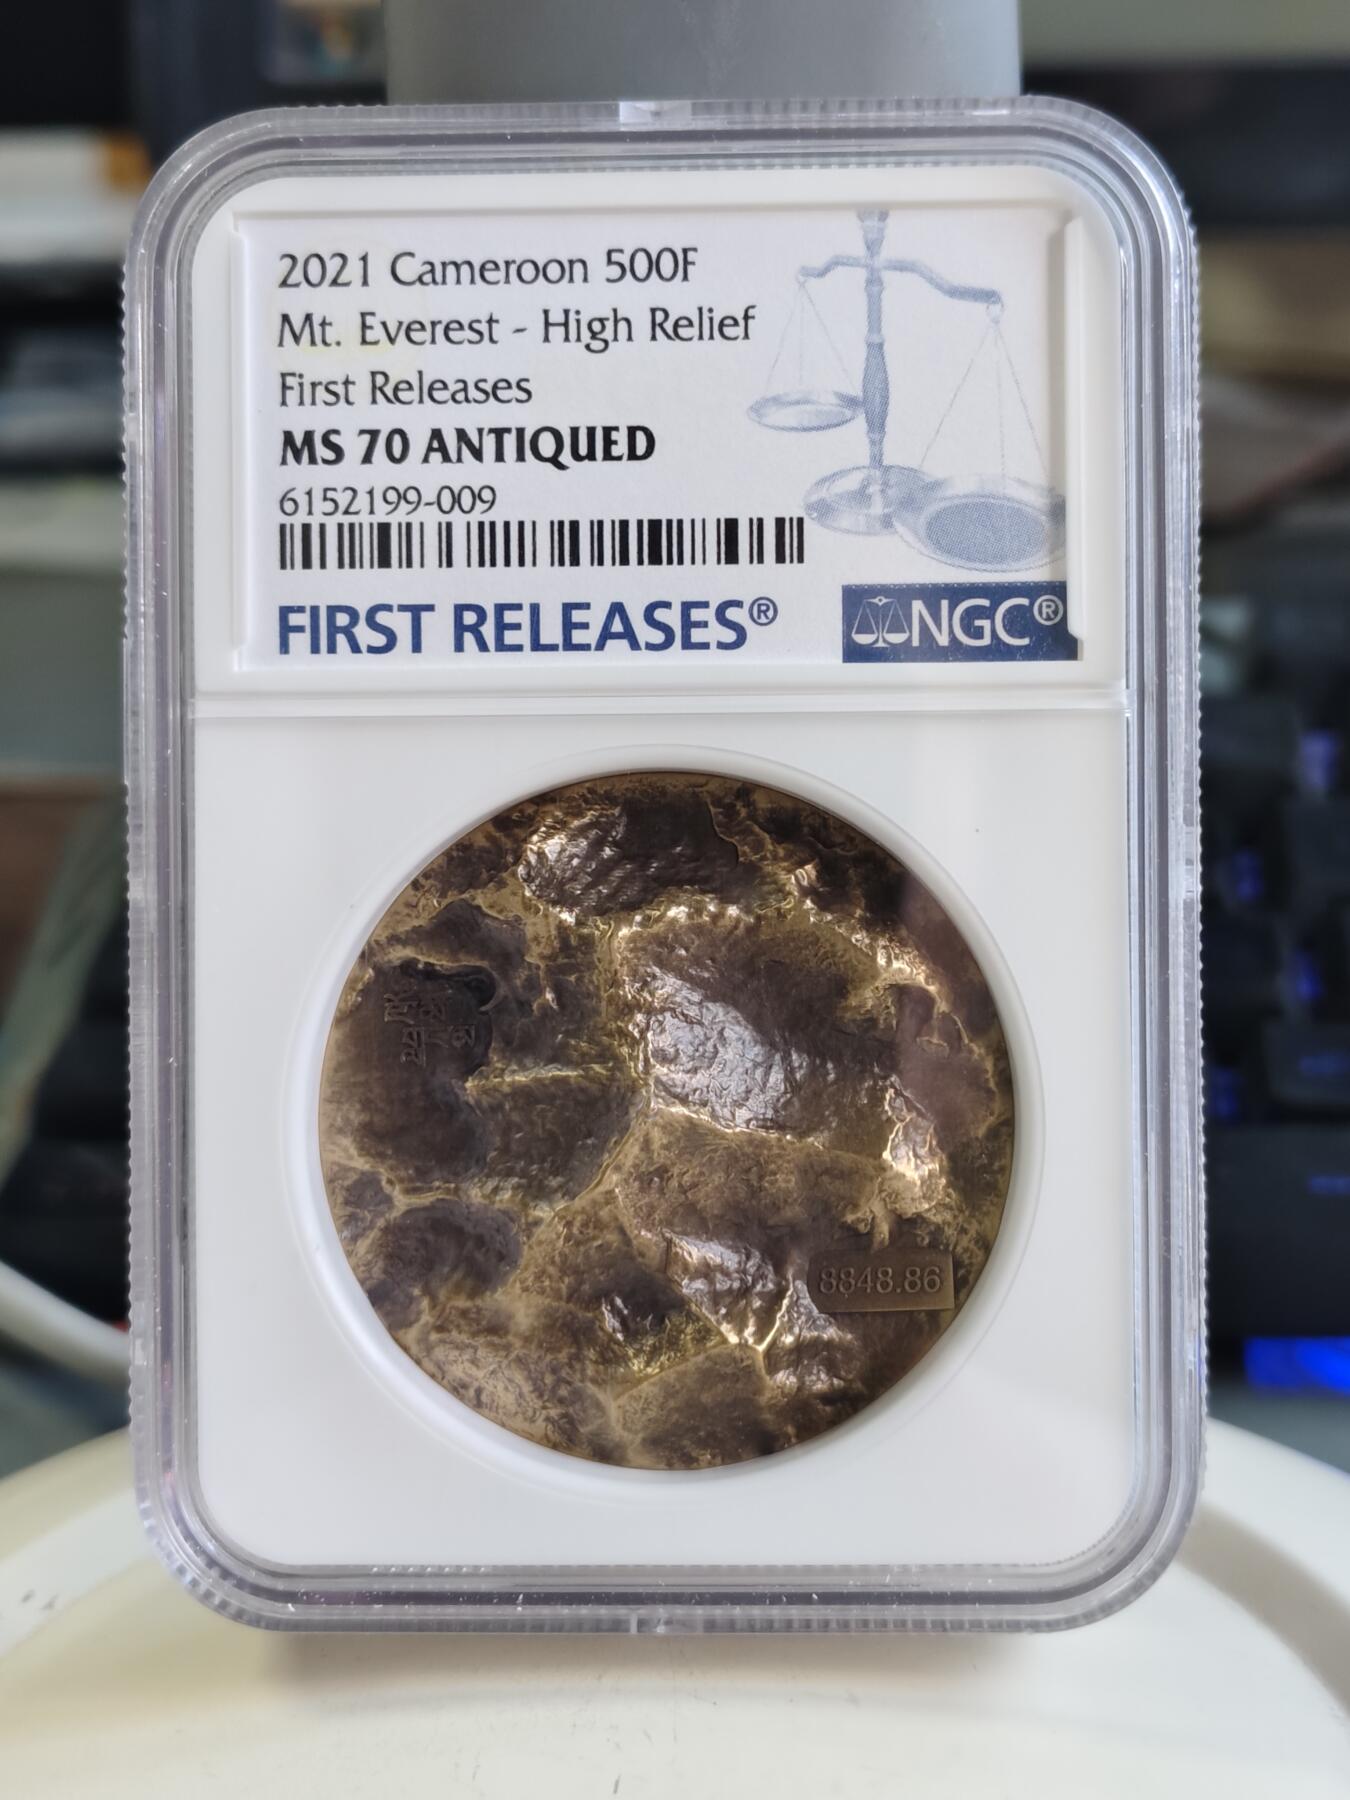 2021 Cameroon 500F
Mt. Everest - High Relief
First Releases
MS 70 ANTIQUED
6152199-009
FIRST RELEASES®
NGC®
8848.86